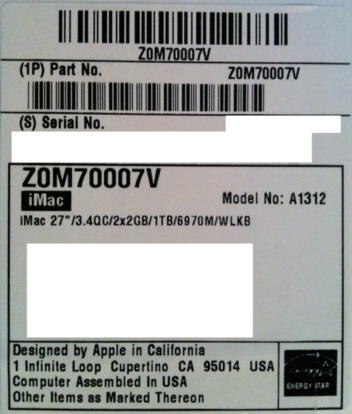 Z0M70007V
(1P) Part No. Z0M70007V
(S) Serial No.
Z0M70007V
iMac
Model No: A1312
iMac 27"/3.4QC/2x2GB/1TB/6970M/WLKB
Designed by Apple in California
1 Infinite Loop Cupertino CA 95014 USA
Computer Assembled In USA
Other Items as Marked Thereon
ENERGY STAR